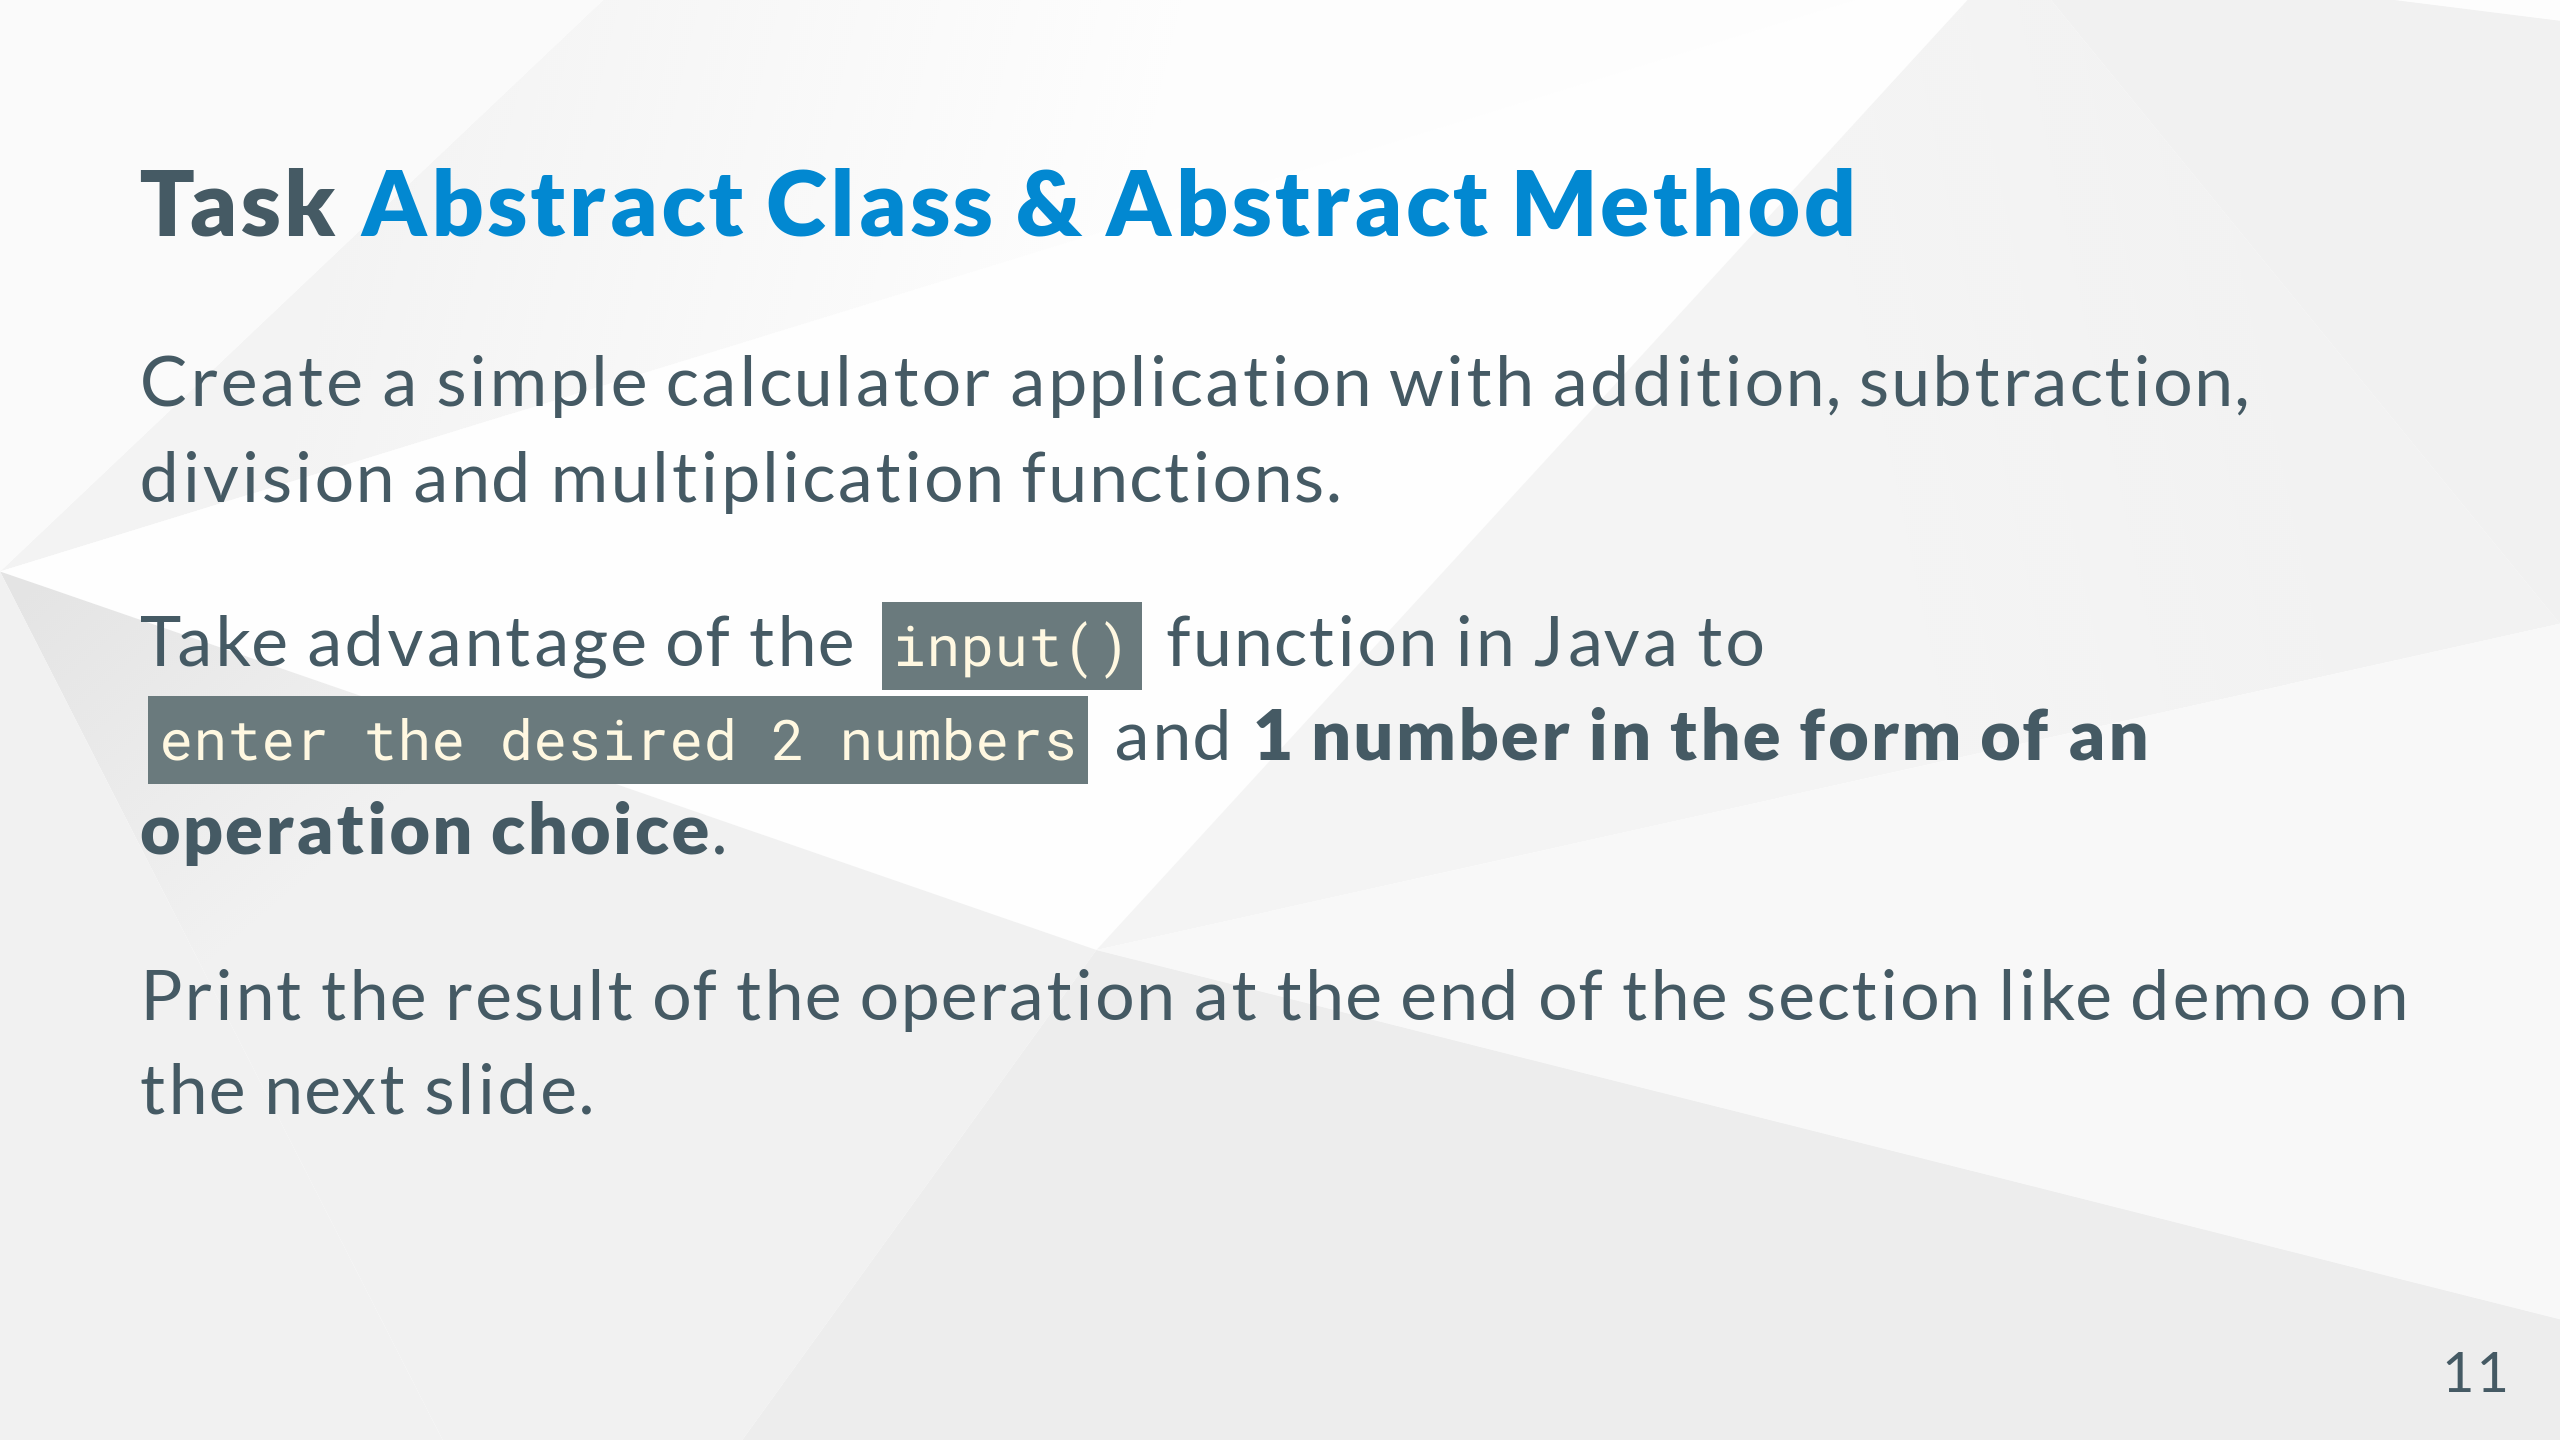 Task Abstract Class & Abstract Method
Create a simple calculator application with addition, subtraction,
division and multiplication functions.
Take advantage of the input() function in Java to
enter the desired 2 numbers and 1 number in the form of an
operation choice.
Print the result of the operation at the end of the section like demo on
the next slide.
11